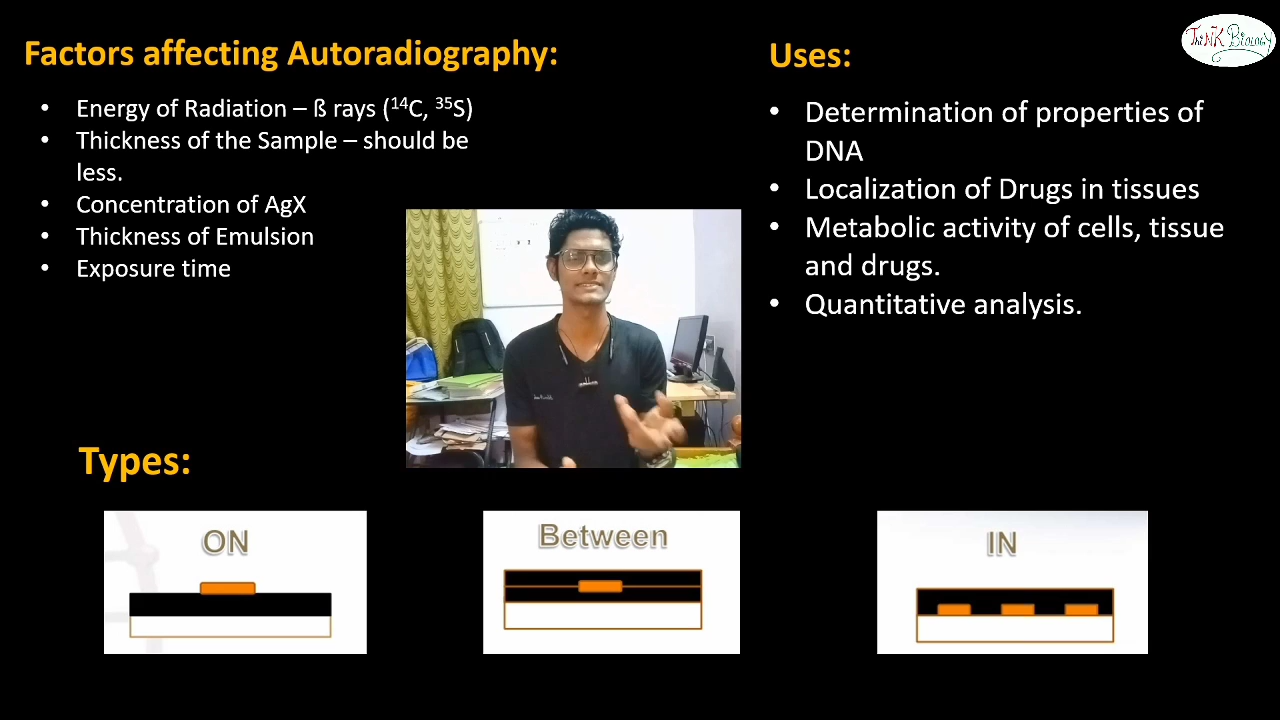 Factors affecting Autoradiography:
• Energy of Radiation – ß rays (¹⁴C, ³⁵S)
• Thickness of the Sample – should be
less.
• Concentration of AgX
• Thickness of Emulsion
• Exposure time
Uses:
• Determination of properties of
DNA
• Localization of Drugs in tissues
• Metabolic activity of cells, tissue
and drugs.
• Quantitative analysis.
ThiNK Biology
Types:
ON
Between
IN